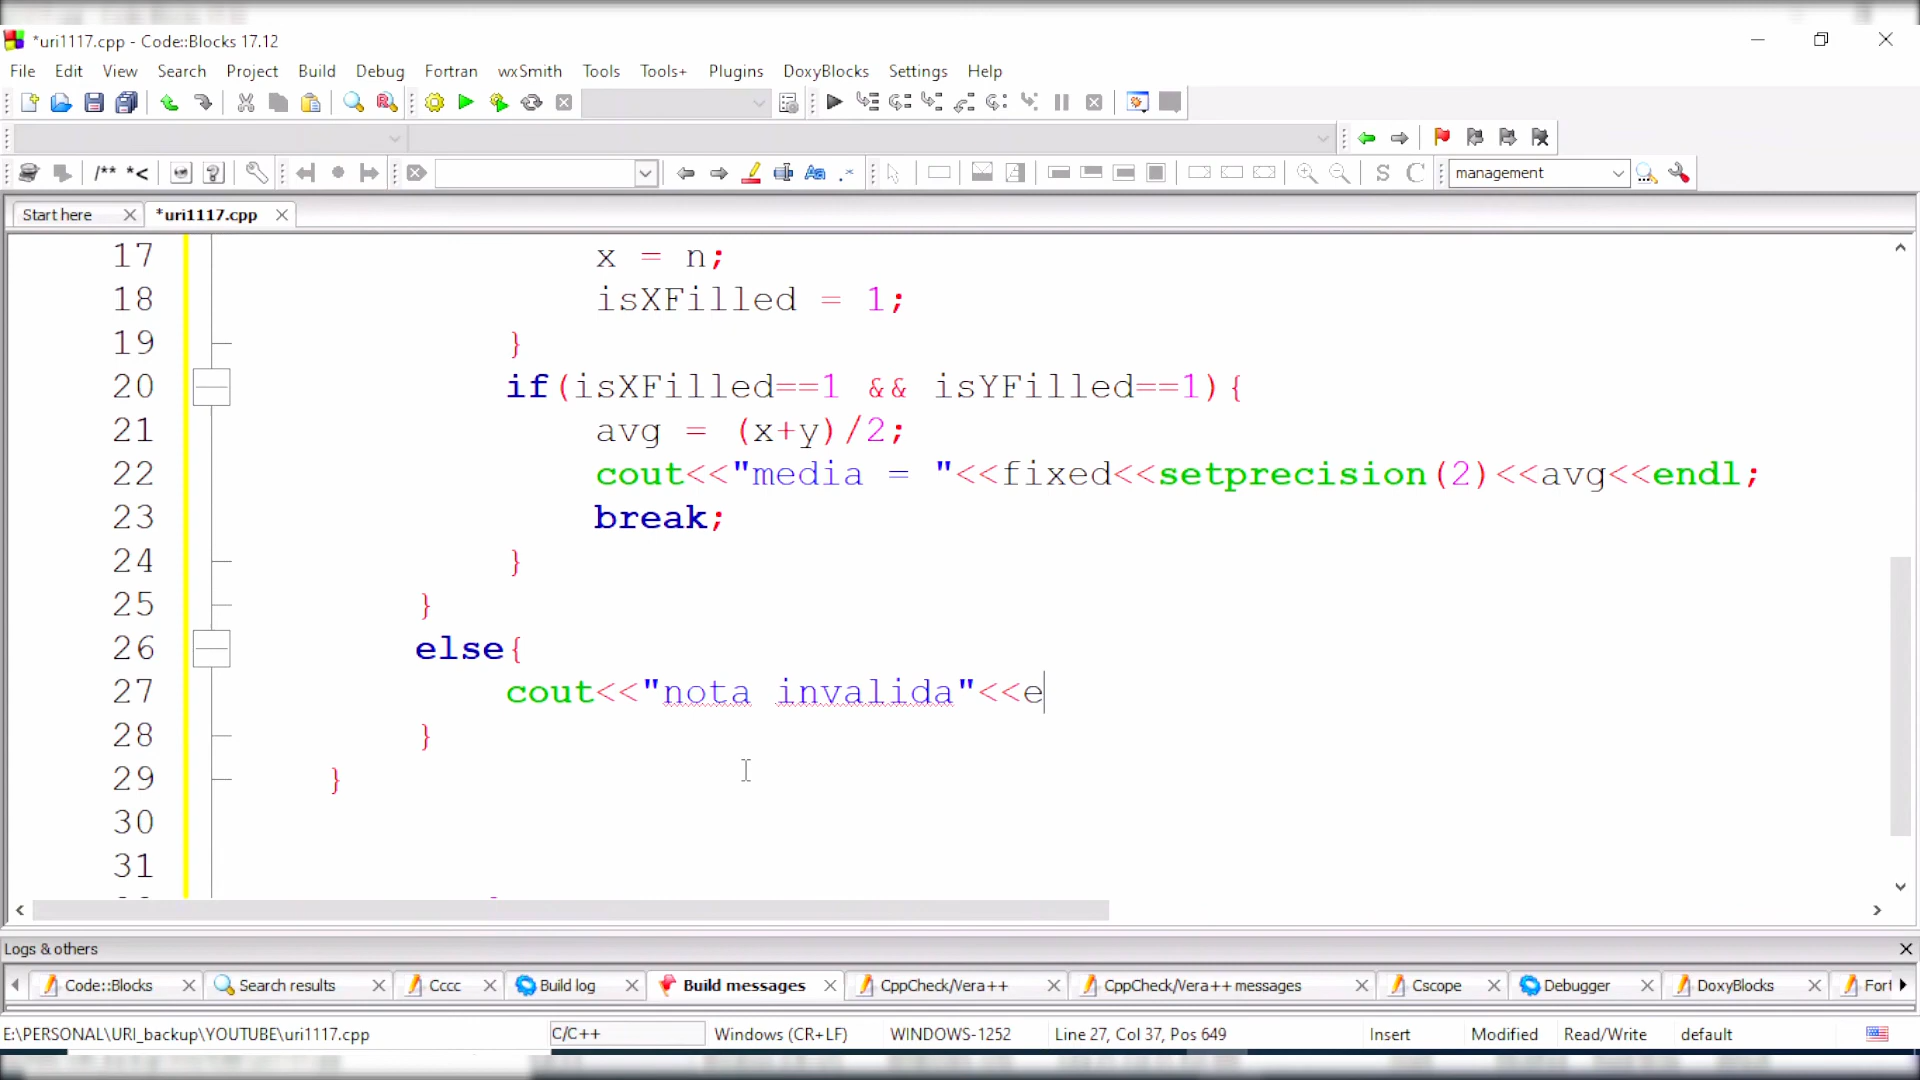 *uri1117.cpp - Code::Blocks 17.12
File Edit View Search Project Build Debug Fortran wxSmith Tools Tools+ Plugins DoxyBlocks Settings Help
/** *< management
Start here *uri1117.cpp
17 x = n;
18 isXFilled = 1;
19 }
20 if(isXFilled==1 && isYFilled==1){
21 avg = (x+y)/2;
22 cout<<"media = "<<fixed<<setprecision(2)<<avg<<endl;
23 break;
24 }
25 }
26 else{
27 cout<<"nota invalida"<<e
28 }
29 }
30
31
Logs & others
Code::Blocks Search results Cccc Build log Build messages CppCheck/Vera++ CppCheck/Vera++ messages Cscope Debugger DoxyBlocks Fort
E:\PERSONAL\URI_backup\YOUTUBE\uri1117.cpp C/C++ Windows (CR+LF) WINDOWS-1252 Line 27, Col 37, Pos 649 Insert Modified Read/Write default